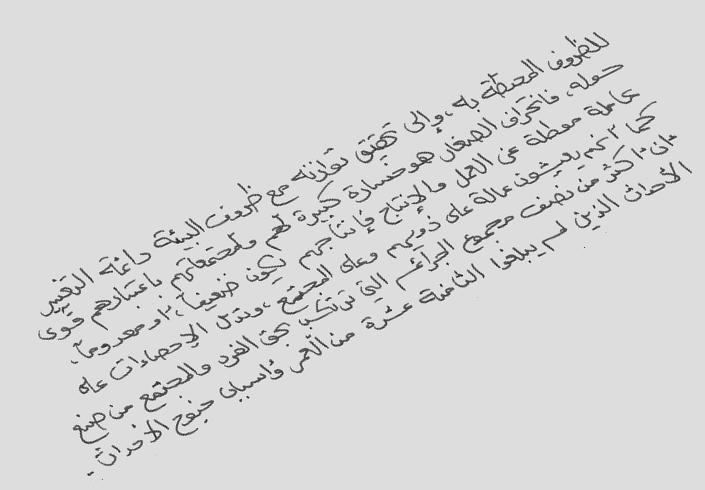 للظروف المحيطة به، وإلى تحقيق توازنه مع ظروف البيئة دائمة التغيير
حوله، فانحراف الصغار هو خسارة كبيرة لهم ولمجتمعاتهم باعتبارهم قوى
عاملة معطلة عن العمل والإنتاج فإنتاجهم يكون ضعيفاً، أو معدوماً،
كما أنهم يعيشون عالة على ذويهم وعلى المجتمع، وتدل الإحصاءات على
أن أكثر من نصف مجموع الجرائم التي ترتكب بحق الفرد والمجتمع من صنع
الأحداث الذين لم يبلغوا الثامنة عشرة من العمر وأسباب جنوح الأحداث.